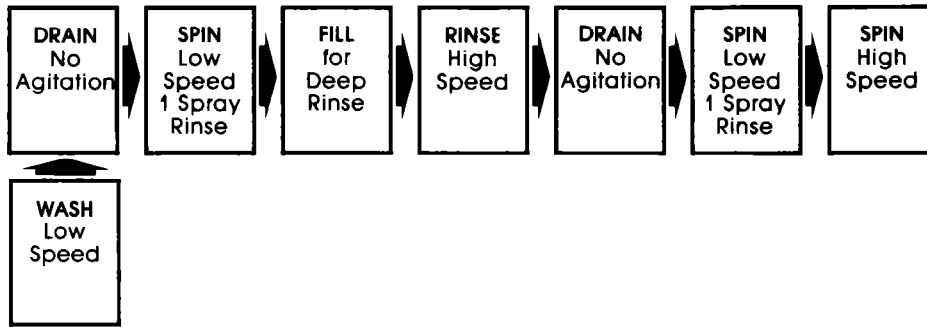 DRAIN
No
Agitation
SPIN
Low
Speed
1 Spray
Rinse
FILL
for
Deep
Rinse
RINSE
High
Speed
DRAIN
No
Agitation
SPIN
Low
Speed
1 Spray
Rinse
SPIN
High
Speed
WASH
Low
Speed